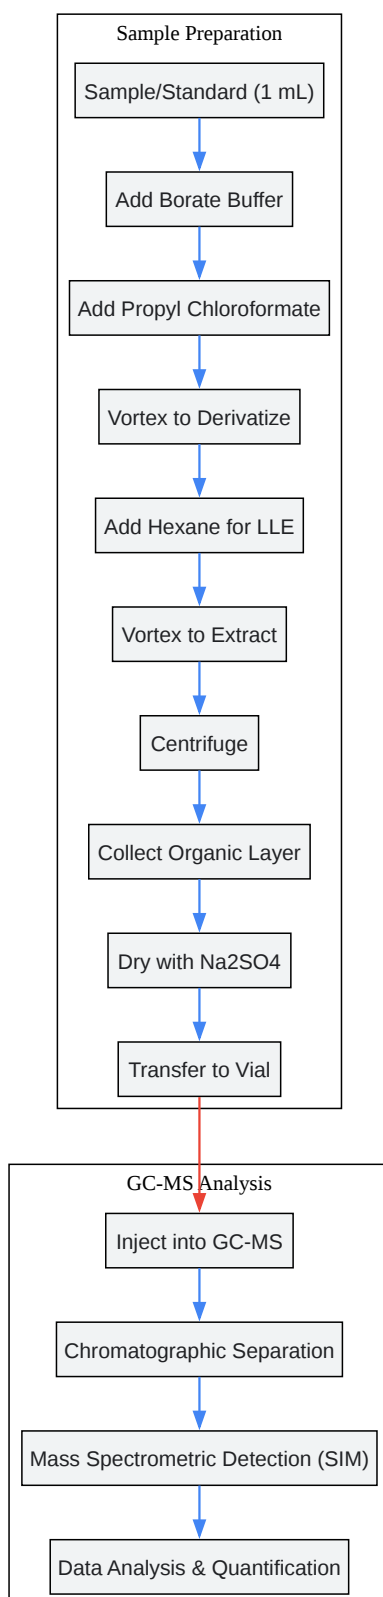 Sample Preparation
Sample/Standard (1 mL)
Add Borate Buffer
Add Propyl Chloroformate
Vortex to Derivatize
Add Hexane for LLE
Vortex to Extract
Centrifuge
Collect Organic Layer
Dry with Na2SO4
Transfer to Vial
GC-MS Analysis
Inject into GC-MS
Chromatographic Separation
Mass Spectrometric Detection (SIM)
Data Analysis & Quantification